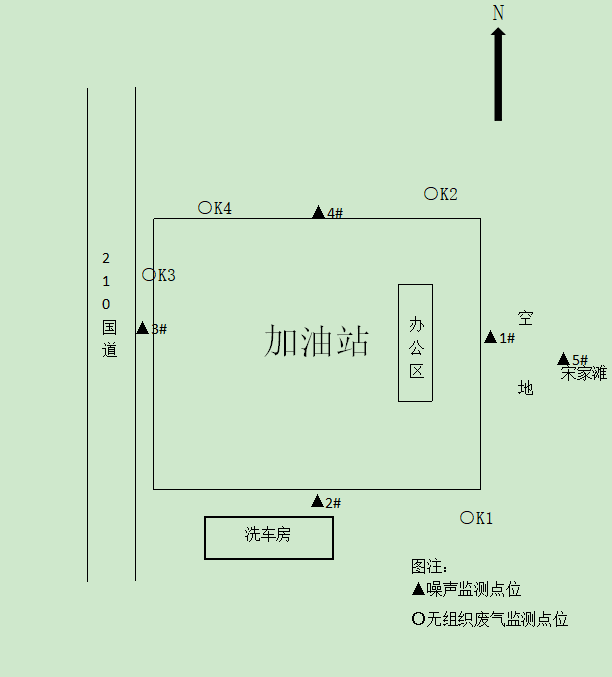 N
K4
K2
4#
210国道
K3
3#
加油站
办公区
1#
空地
5#
宋家滩
2#
洗车房
K1
图注：
▲噪声监测点位
○无组织废气监测点位